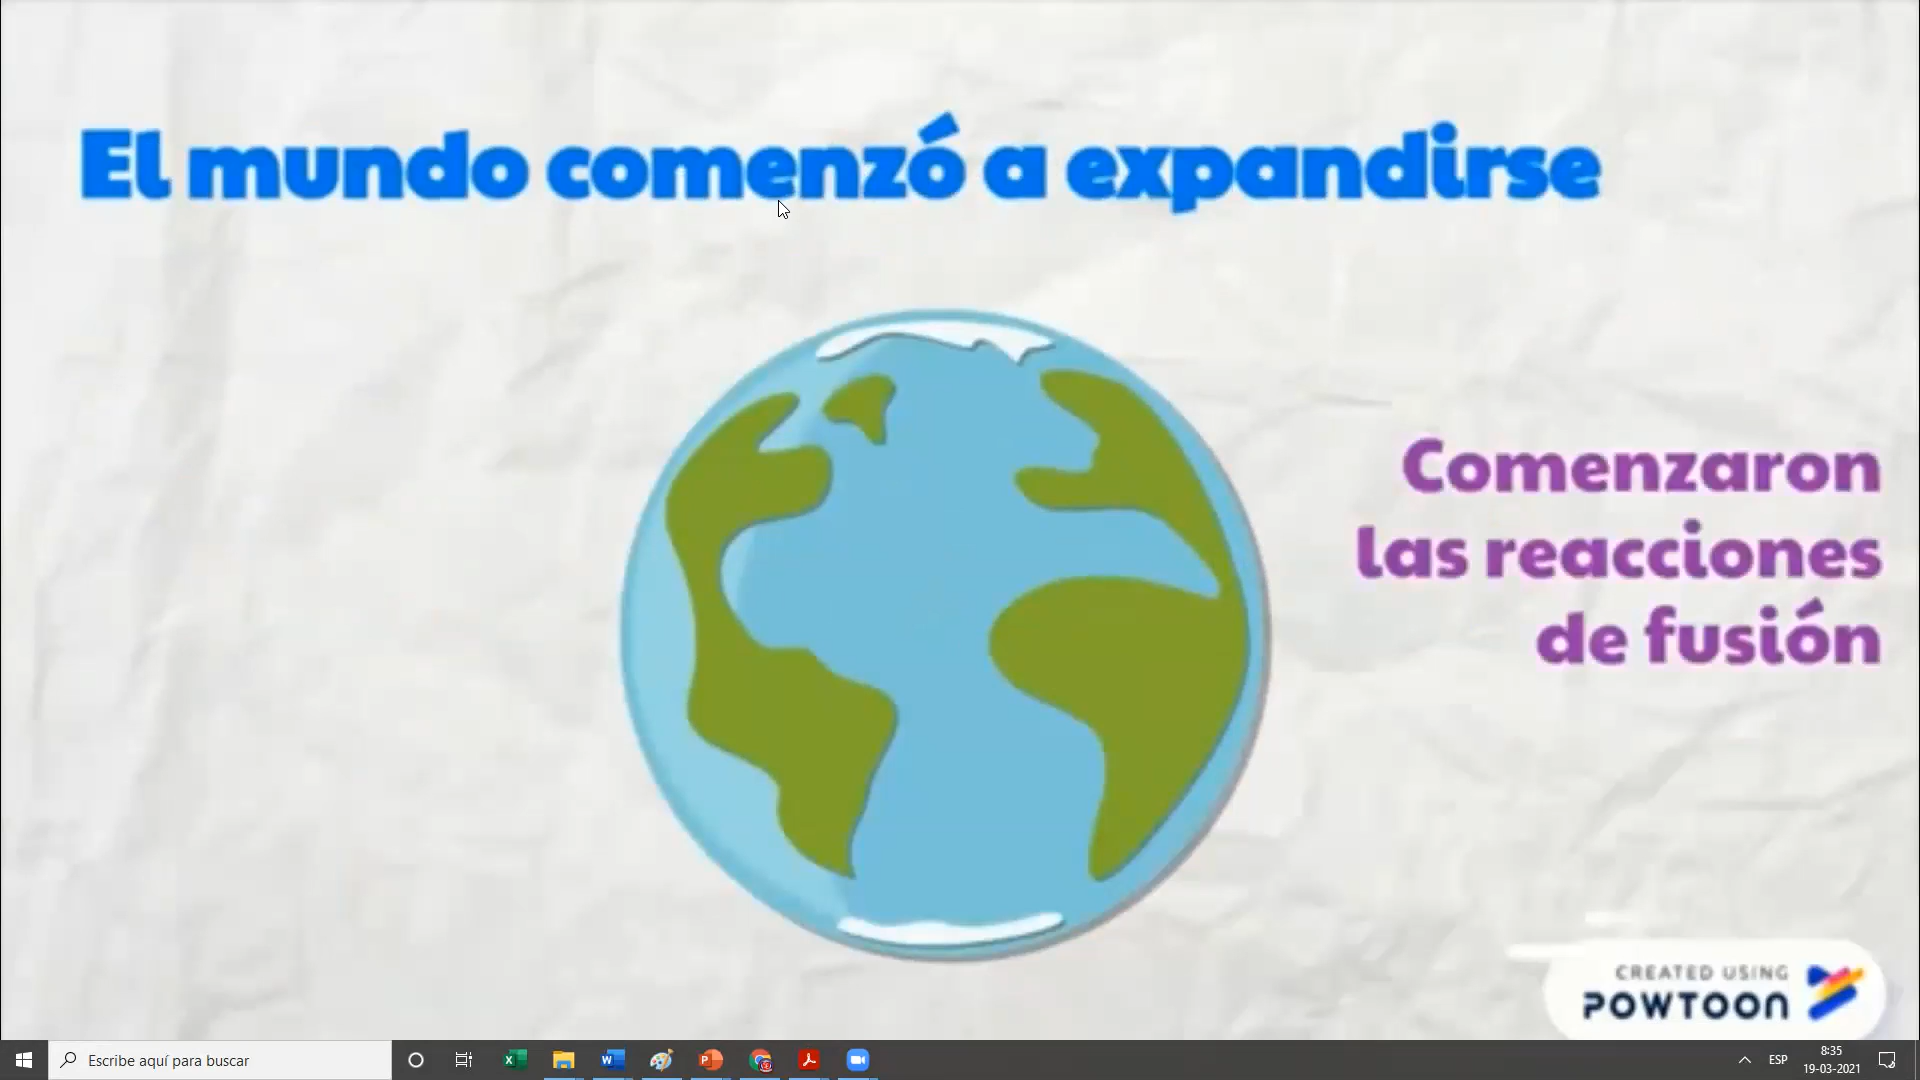 El mundo comenzó a expandirse
Comenzaron
las reacciones
de fusión
CREATED USING
POWTOON
Escribe aquí para buscar
ESP
8:35
19-03-2021